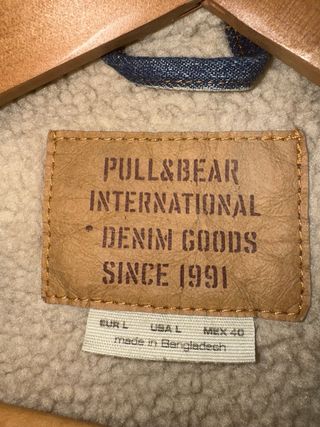 PULL&BEAR
INTERNATIONAL
DENIM GOODS
SINCE 1991
EUR L USA L MEX 40
made in Bangladesh